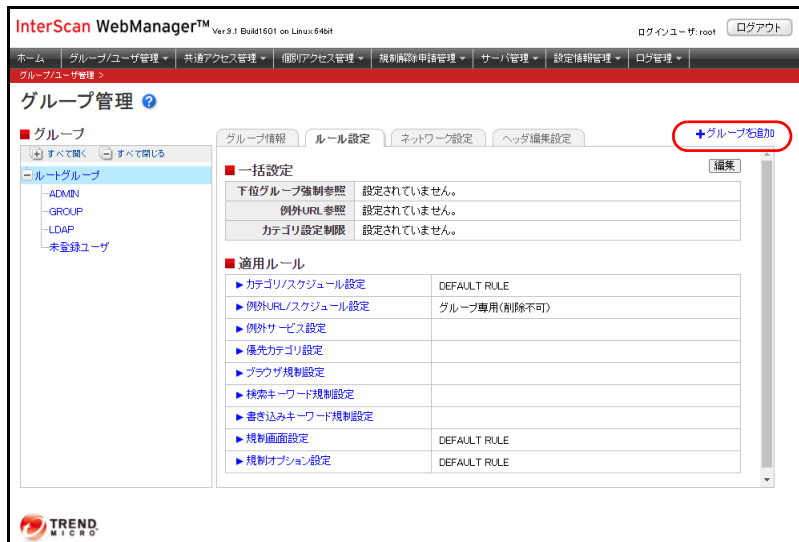 InterScan WebManager™ Ver.9.1 Build1601 on Linux 64bit
ログインユーザ:root ログアウト
ホーム グループ/ユーザ管理 共通アクセス管理 個別アクセス管理 規制解除申請管理 サーバ管理 設定情報管理 ログ管理
グループ/ユーザ管理 >
グループ管理 ?
グループ
すべて開く すべて閉じる
ルートグループ
ADMIN
GROUP
LDAP
未登録ユーザ
グループ情報 ルール設定 ネットワーク設定 ヘッダ編集設定
+グループを追加
一括設定 編集
下位グループ強制参照 設定されていません。
例外URL参照 設定されていません。
カテゴリ設定制限 設定されていません。
適用ルール
カテゴリ/スケジュール設定 DEFAULT RULE
例外URL/スケジュール設定 グループ専用(削除不可)
例外サービス設定
優先カテゴリ設定
ブラウザ規制設定
検索キーワード規制設定
書き込みキーワード規制設定
規制画面設定 DEFAULT RULE
規制オプション設定 DEFAULT RULE
TREND
MICRO